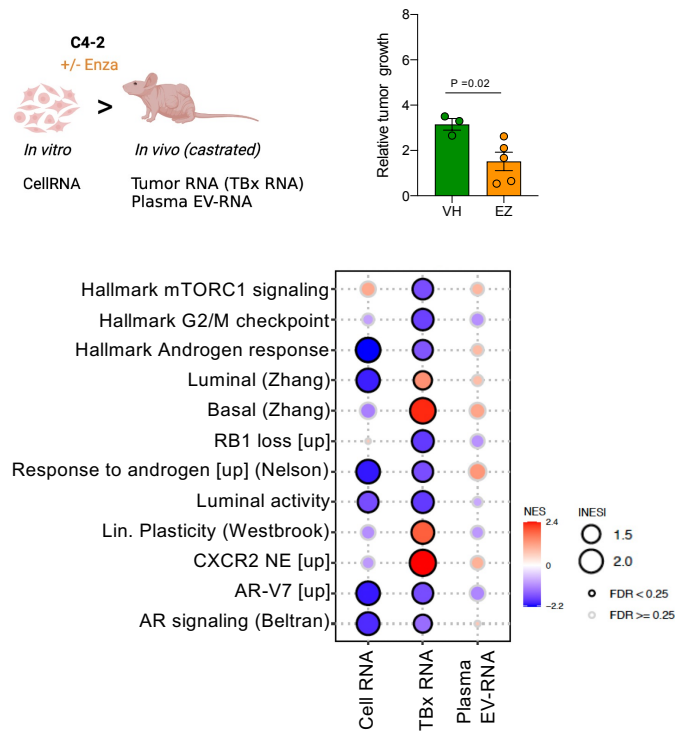 C4-2
+/- Enza
>
In vitro
In vivo (castrated)
CellRNA
Tumor RNA (TBx RNA)
Plasma EV-RNA
Relative tumor growth
8
6
4
2
0
P =0.02
VH
EZ
Hallmark mTORC1 signaling
Hallmark G2/M checkpoint
Hallmark Androgen response
Luminal (Zhang)
Basal (Zhang)
RB1 loss [up]
Response to androgen [up] (Nelson)
Luminal activity
Lin. Plasticity (Westbrook)
CXCR2 NE [up]
AR-V7 [up]
AR signaling (Beltran)
Cell RNA
TBx RNA
Plasma
EV-RNA
NES
2.4
0
−2.2
INESI
1.5
2.0
FDR < 0.25
FDR >= 0.25